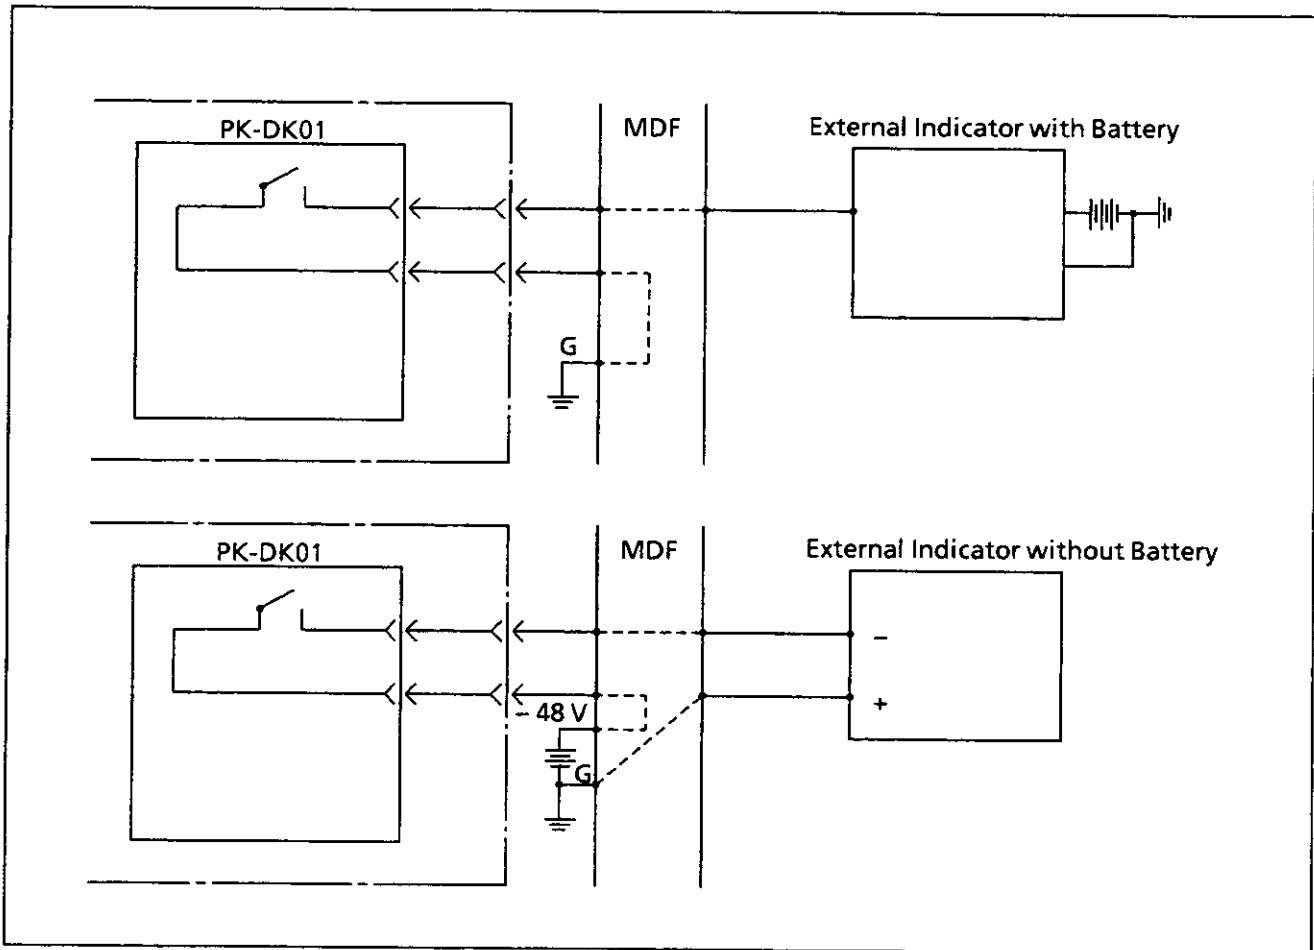 PK-DK01
MDF
External Indicator with Battery
G
PK-DK01
MDF
External Indicator without Battery
−
+
− 48 V
G